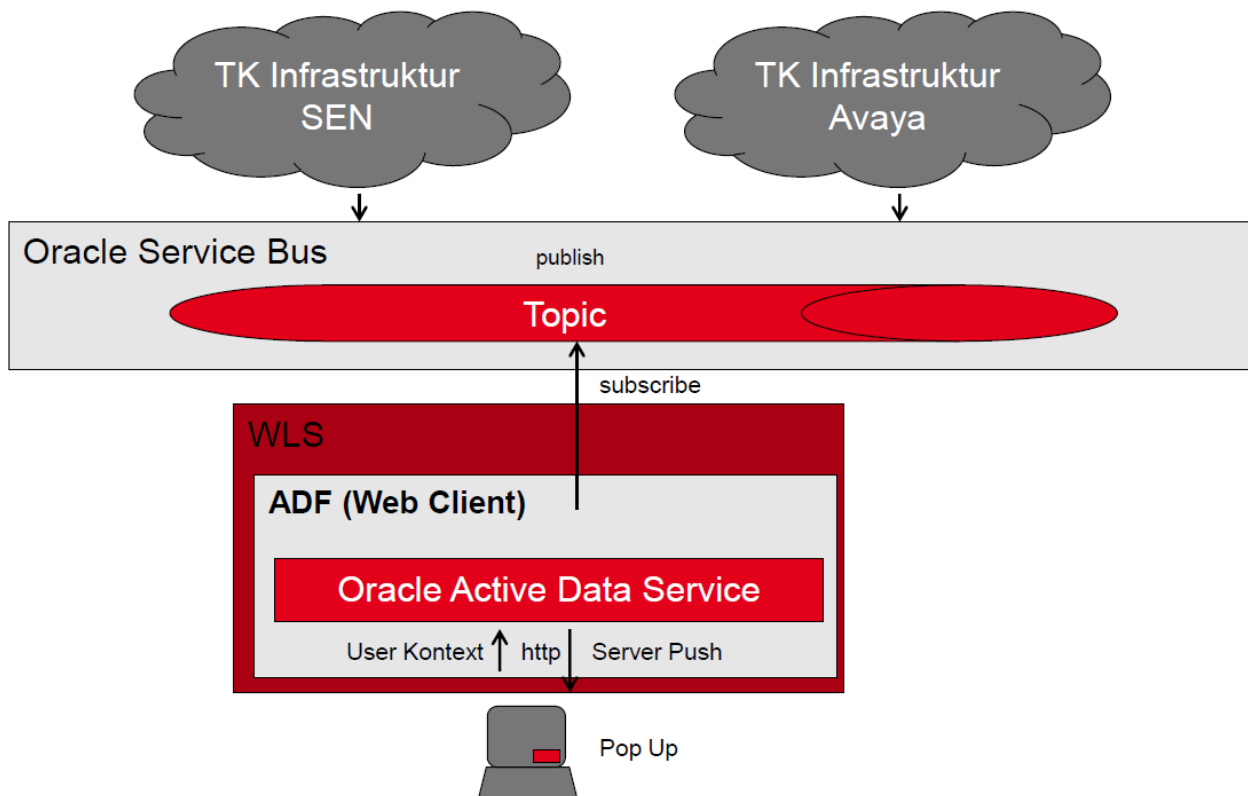 TK Infrastruktur
SEN
TK Infrastruktur
Avaya
Oracle Service Bus
publish
Topic
subscribe
WLS
ADF (Web Client)
Oracle Active Data Service
User Kontext
http
Server Push
Pop Up